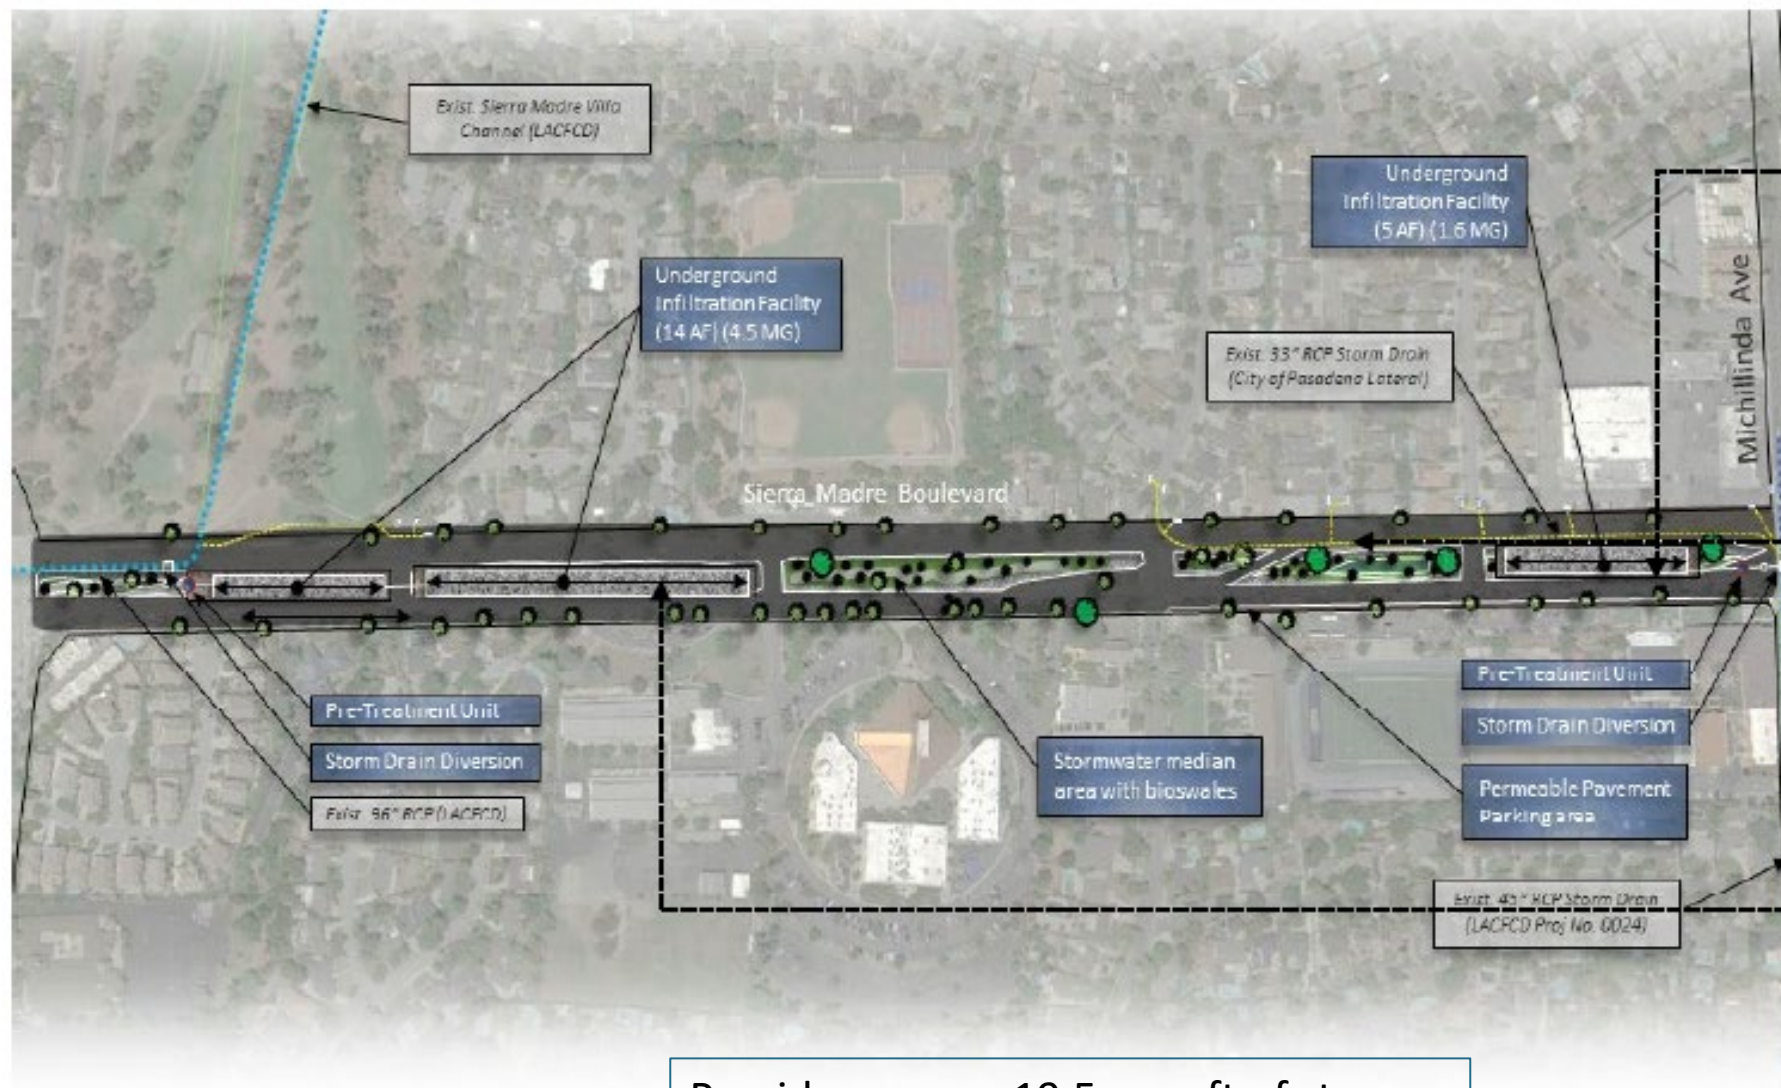 Exist. Sierra Madre Villa
Channel (LACFCD)
Underground
Infiltration Facility
(5 AF) (1.6 MG)
Underground
Infiltration Facility
(14 AF) (4.5 MG)
Exist. 33" RCP Storm Drain
(City of Pasadena Lateral)
Michillinda Ave
Sierra Madre Boulevard
Pre-Treatment Unit
Storm Drain Diversion
Exist. 96" RCP (LACFCD)
Stormwater median
area with bioswales
Pre-Treatment Unit
Storm Drain Diversion
Permeable Pavement
Parking area
Exist. 45" RCP Storm Drain
(LACFCD Proj No. 0024)